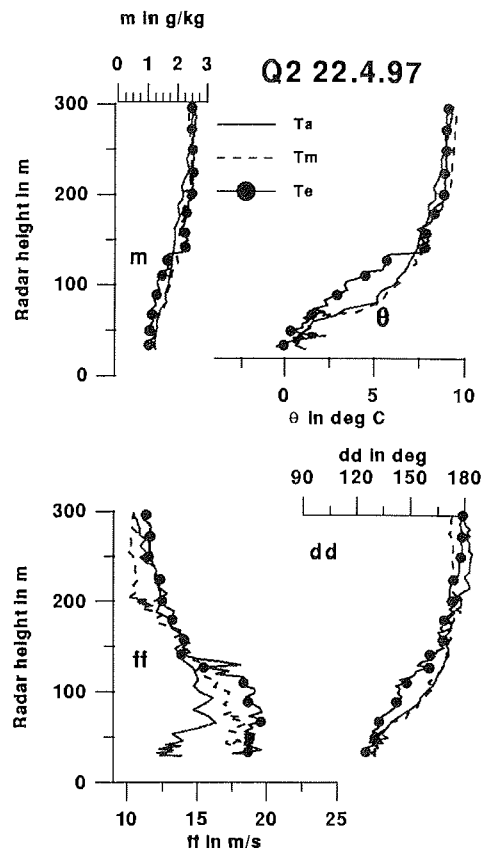 m in g/kg
0 1 2 3
Q2 22.4.97
300
200
100
0
Radar height in m
Ta
Tm
Te
m
θ
0 5 10
θ in deg C
dd in deg
90 120 150 180
300
200
100
0
Radar height in m
ff
dd
10 15 20 25
ff in m/s